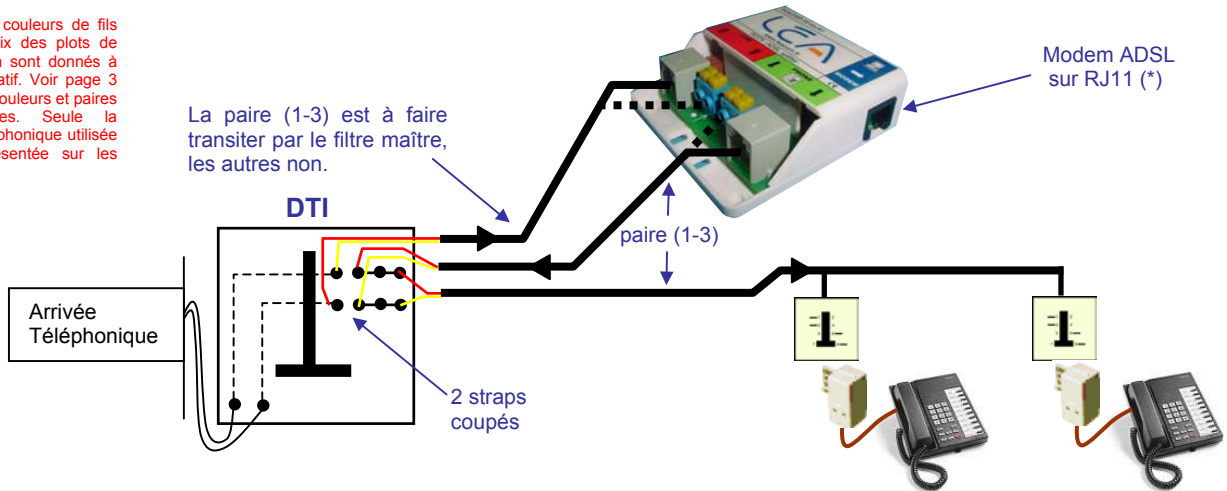 couleurs de fils
ix des plots de
sont donnés à
atif. Voir page 3
ouleurs et paires
es. Seule la
phonique utilisée
ésentée sur les
La paire (1-3) est à faire
transiter par le filtre maître,
les autres non.
LEA
Modem ADSL
sur RJ11 (*)
DTI
paire (1-3)
Arrivée
Téléphonique
2 straps
coupés